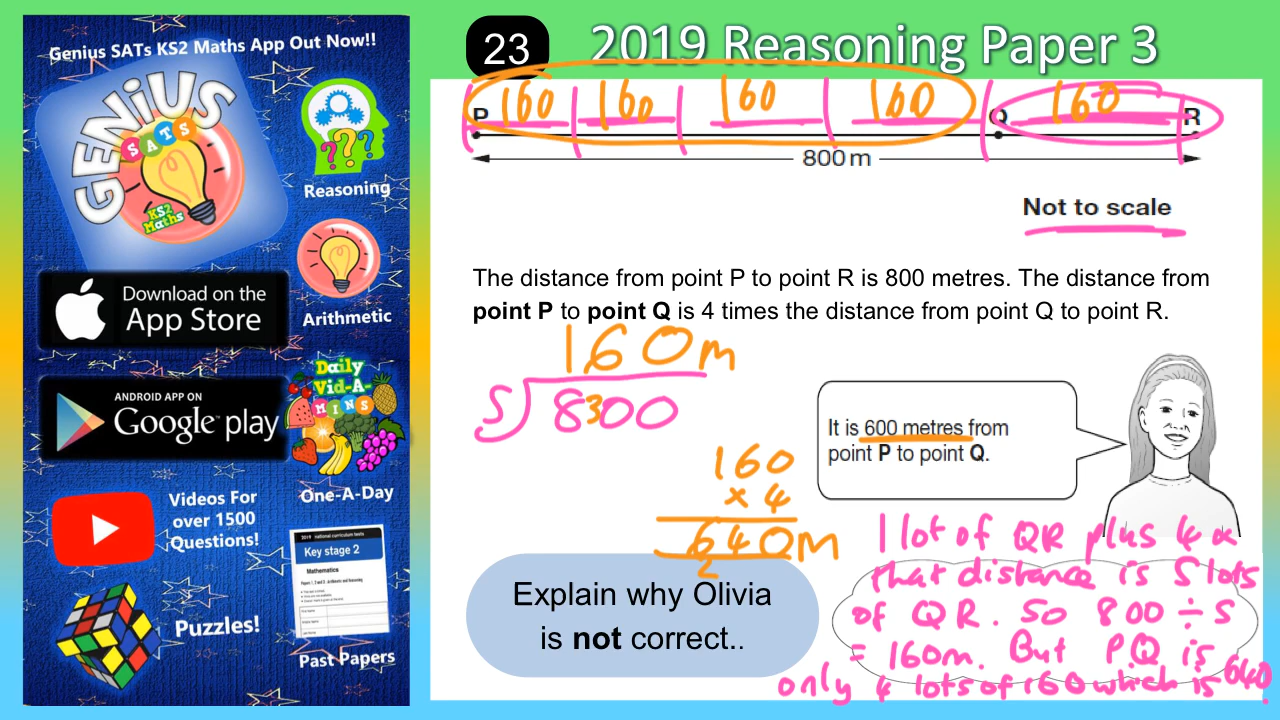 Genius SATs KS2 Maths App Out Now!!
GENiUS
SATS
KS2
Maths
Reasoning
Download on the
App Store
Arithmetic
ANDROID APP ON
Google play
Daily
Vid-A-
MINS
One-A-Day
Videos For
over 1500
Questions!
Key stage 2
Mathematics
Puzzles!
Past Papers
23
2019 Reasoning Paper 3
160 160 160 160 160
P Q R
800 m
Not to scale
The distance from point P to point R is 800 metres. The distance from
point P to point Q is 4 times the distance from point Q to point R.
160m
5 8300
160
× 4
640m
2
It is 600 metres from
point P to point Q.
Explain why Olivia
is not correct..
1 lot of QR plus 4 x
that distance is 5 lots
of QR. So 800 ÷ 5
= 160m. But PQ is
only 4 lots of 160 which is 640.